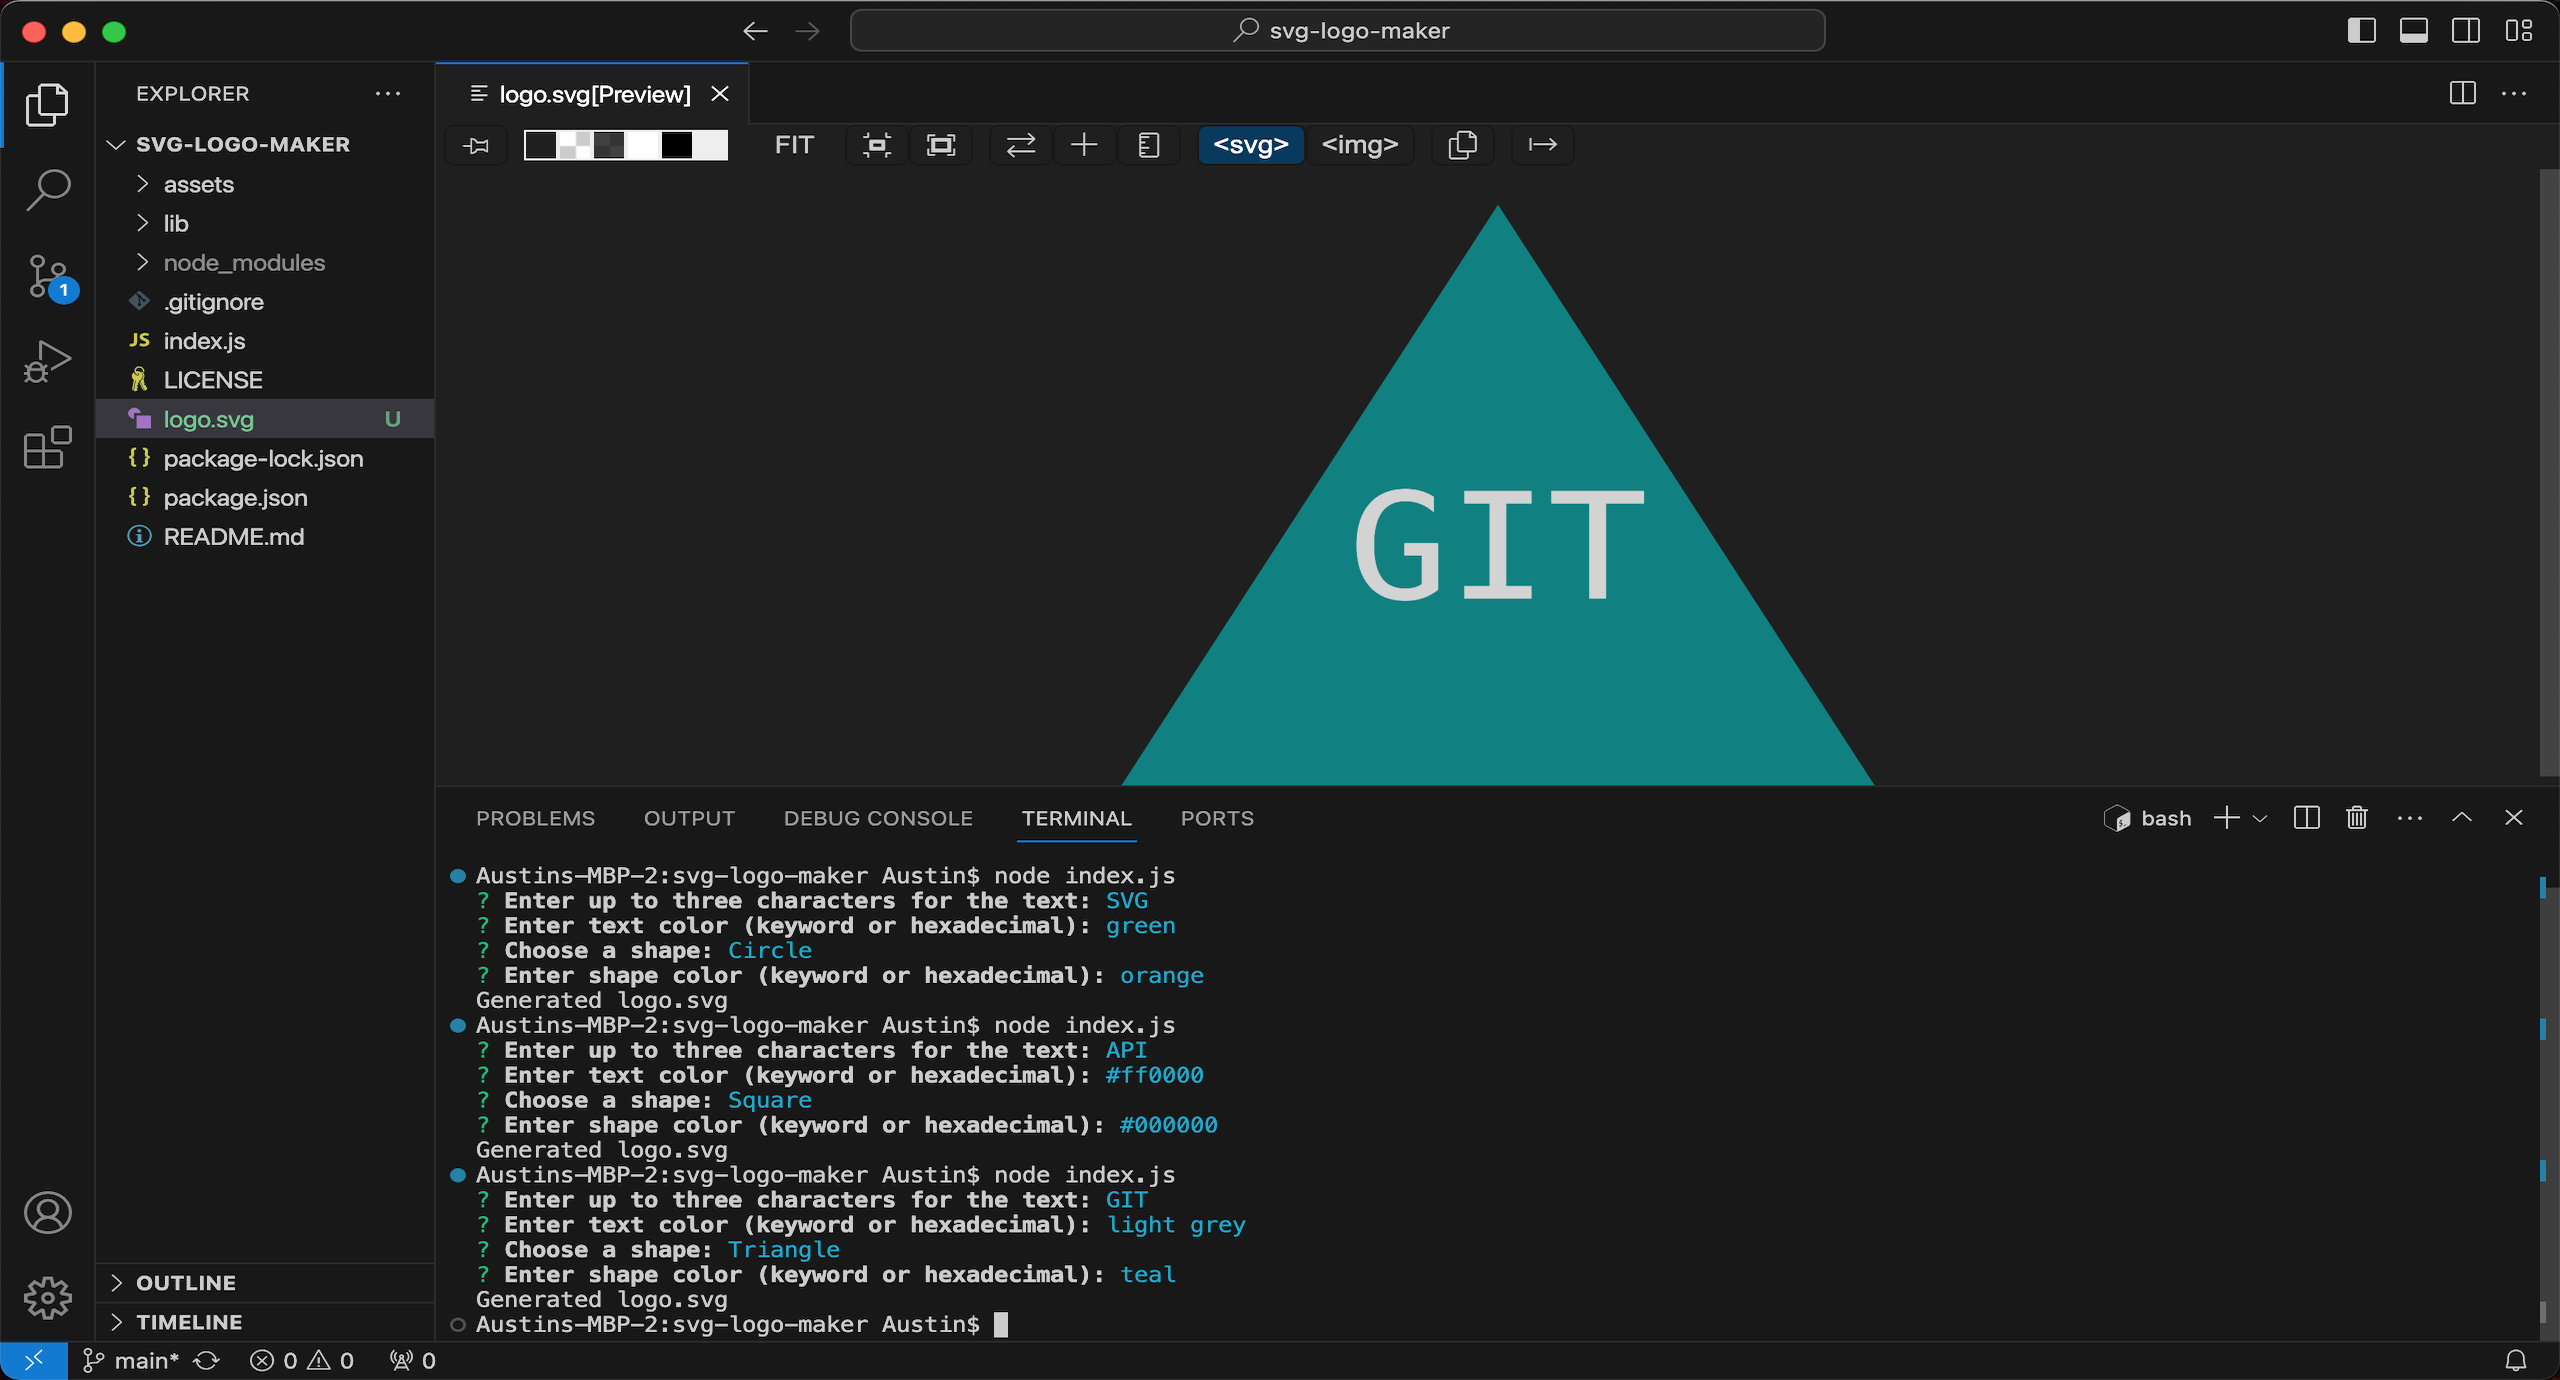 svg-logo-maker
EXPLORER
SVG-LOGO-MAKER
assets
lib
node_modules
.gitignore
JS index.js
LICENSE
logo.svg U
{} package-lock.json
{} package.json
README.md
OUTLINE
TIMELINE
logo.svg[Preview]
FIT
<svg> <img>
GIT
1
PROBLEMS OUTPUT DEBUG CONSOLE TERMINAL PORTS
bash
Austins-MBP-2:svg-logo-maker Austin$ node index.js
? Enter up to three characters for the text: SVG
? Enter text color (keyword or hexadecimal): green
? Choose a shape: Circle
? Enter shape color (keyword or hexadecimal): orange
Generated logo.svg
Austins-MBP-2:svg-logo-maker Austin$ node index.js
? Enter up to three characters for the text: API
? Enter text color (keyword or hexadecimal): #ff0000
? Choose a shape: Square
? Enter shape color (keyword or hexadecimal): #000000
Generated logo.svg
Austins-MBP-2:svg-logo-maker Austin$ node index.js
? Enter up to three characters for the text: GIT
? Enter text color (keyword or hexadecimal): light grey
? Choose a shape: Triangle
? Enter shape color (keyword or hexadecimal): teal
Generated logo.svg
Austins-MBP-2:svg-logo-maker Austin$
main* 0 0 0